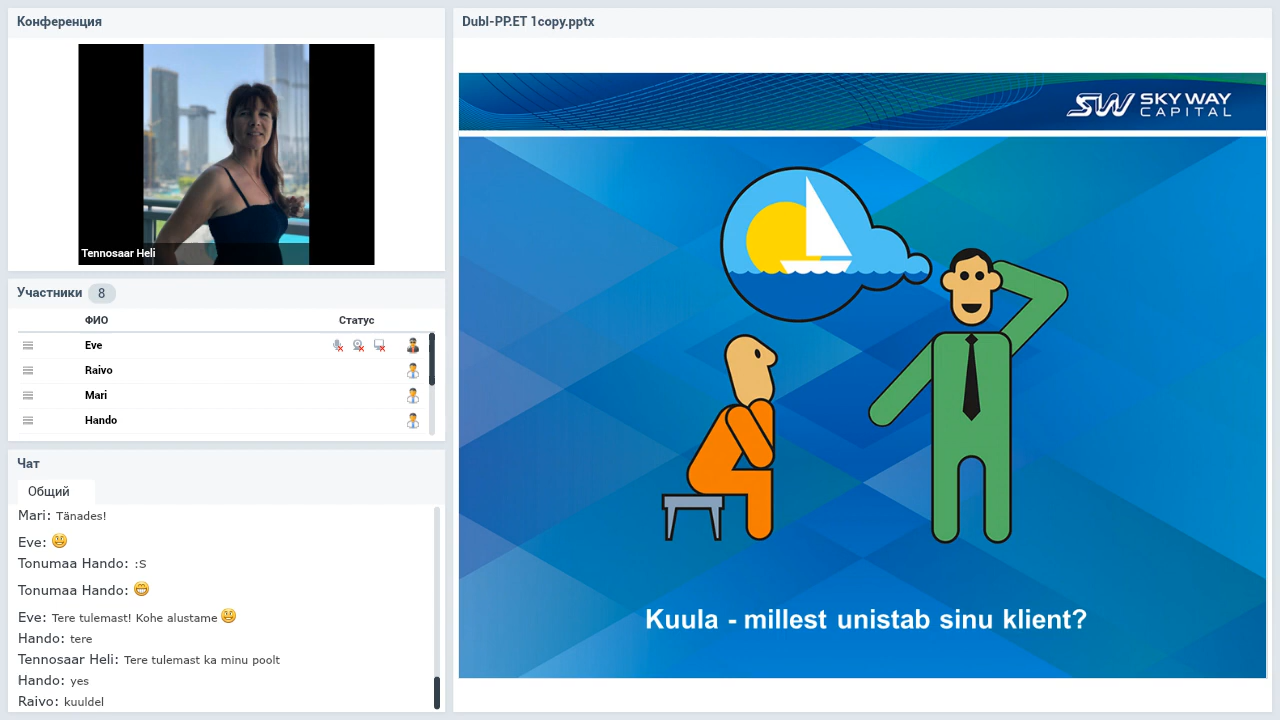 Конференция
Tennosaar Heli
Участники 8
ФИО Статус
Eve
Raivo
Mari
Hando
Чат
Общий
Mari: Tänades!
Eve:
Tonumaa Hando: :S
Tonumaa Hando:
Eve: Tere tulemast! Kohe alustame
Hando: tere
Tennosaar Heli: Tere tulemast ka minu poolt
Hando: yes
Raivo: kuuldel
Dubl-PP.ET 1copy.pptx
SW SKY WAY
CAPITAL
Kuula - millest unistab sinu klient?